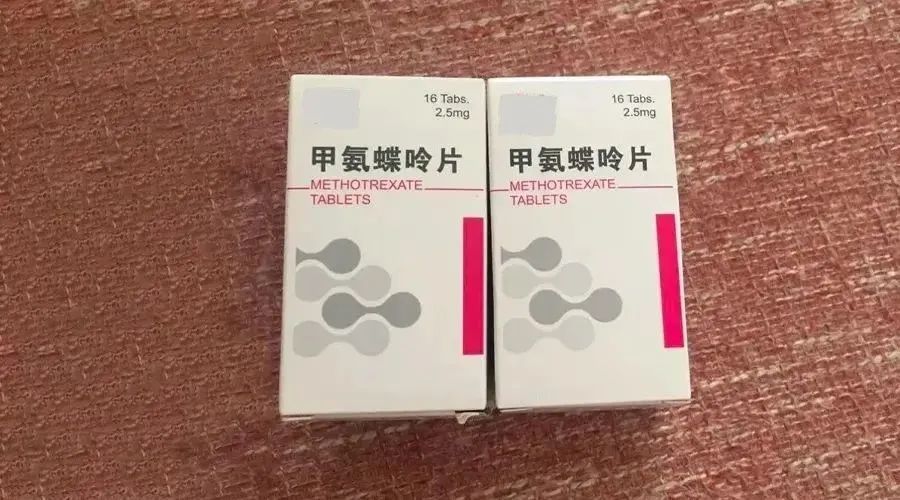 16 Tabs.
2.5mg
甲氨蝶呤片
METHOTREXATE
TABLETS
16 Tabs.
2.5mg
甲氨蝶呤片
METHOTREXATE
TABLETS